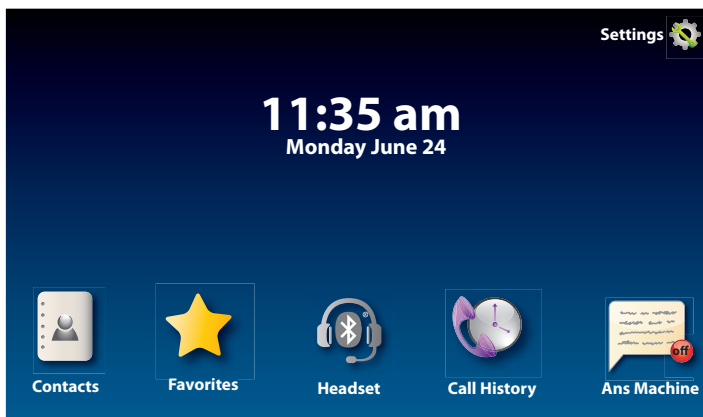 Settings
11:35 am
Monday June 24
®
off
Contacts
Favorites
Headset
Call History
Ans Machine